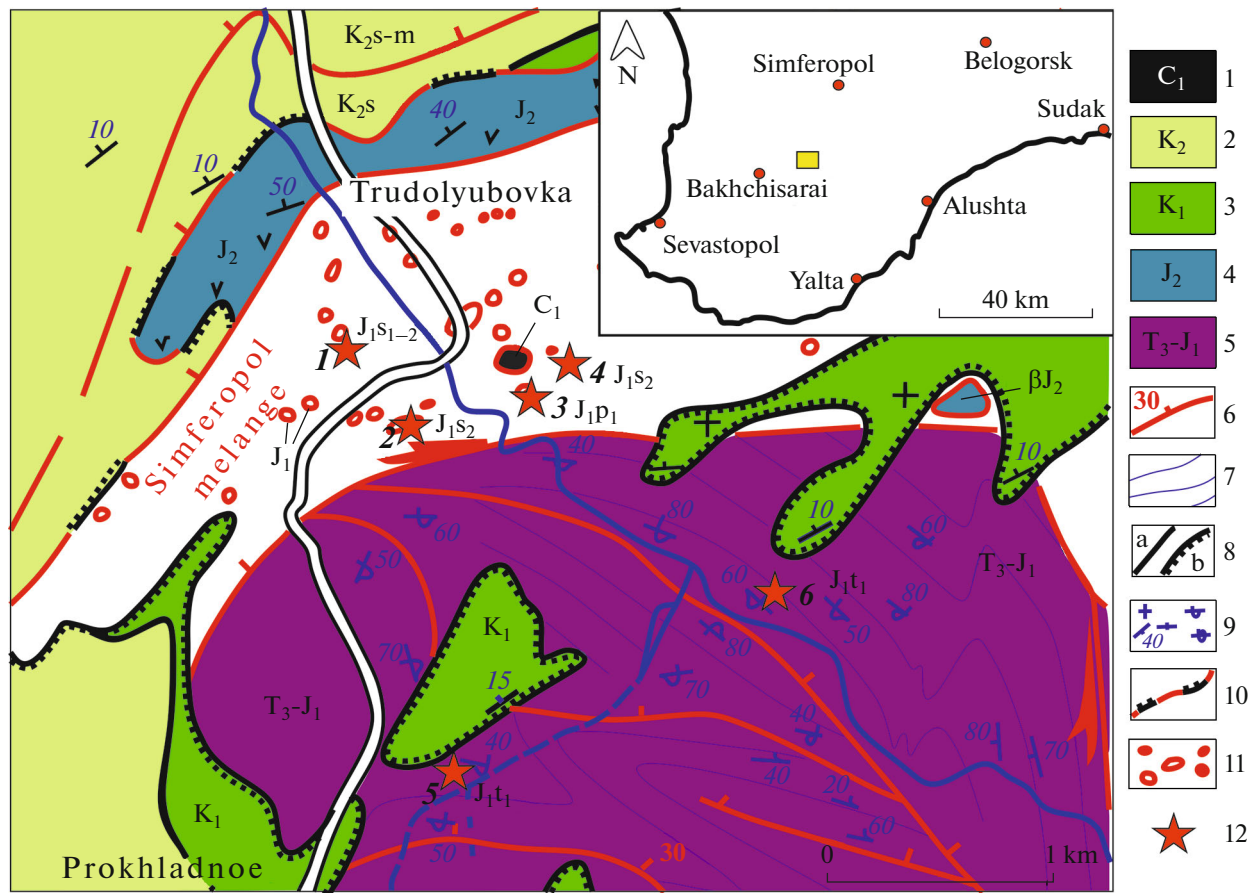 K₂s-m
K₂s
J₂
40
10
10
50
J₂
Trudolyubovka
Simferopol
melange
C₁
1
J₁s₁₋₂
4 J₁s₂
3 J₁p₁
2
J₁s₂
J₁
βJ₂
10
10
40
80
60
60
50
T₃-J₁
6 J₁t₁
60
50
80
80
70
70
K₁
15
T₃-J₁
40
5 J₁t₁
50
30
40
40
20
60
80
70
K₁
Prokhladnoe
0 1 km
N
Simferopol
Belogorsk
Sudak
Bakhchisarai
Alushta
Sevastopol
Yalta
40 km
C₁ 1
K₂ 2
K₁ 3
J₂ 4
T₃-J₁ 5
30 6
7
a b 8
40 9
10
11
12